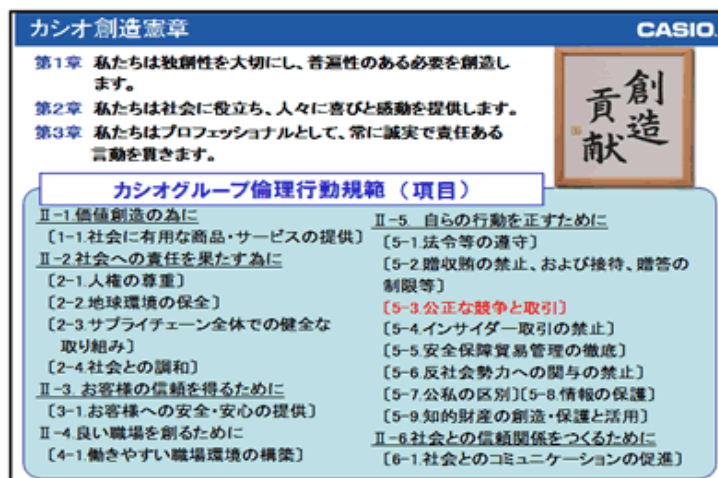 カシオ創造憲章
CASIO.
第1章 私たちは独創性を大切にし、普遍性のある必要を創造し
ます。
第2章 私たちは社会に役立ち、人々に喜びと感動を提供します。
第3章 私たちはプロフェッショナルとして、常に誠実で責任ある
言動を貫きます。
創造
貢献
カシオグループ倫理行動規範（項目）
Ⅱ-1.価値創造の為に
〔1-1.社会に有用な商品・サービスの提供〕
Ⅱ-2.社会への責任を果たす為に
〔2-1.人権の尊重〕
〔2-2.地球環境の保全〕
〔2-3.サプライチェーン全体での健全な
取り組み〕
〔2-4.社会との調和〕
Ⅱ-3. お客様の信頼を得るために
〔3-1.お客様への安全・安心の提供〕
Ⅱ-4.良い職場を創るために
〔4-1.働きやすい職場環境の構築〕
Ⅱ-5. 自らの行動を正すために
〔5-1.法令等の遵守〕
〔5-2.贈収賄の禁止、および接待、贈答の
制限等〕
〔5-3.公正な競争と取引〕
〔5-4.インサイダー取引の禁止〕
〔5-5.安全保障貿易管理の徹底〕
〔5-6.反社会勢力への関与の禁止〕
〔5-7.公私の区別〕〔5-8.情報の保護〕
〔5-9.知的財産の創造・保護と活用〕
Ⅱ-6.社会との信頼関係をつくるために
〔6-1.社会とのコミュニケーションの促進〕